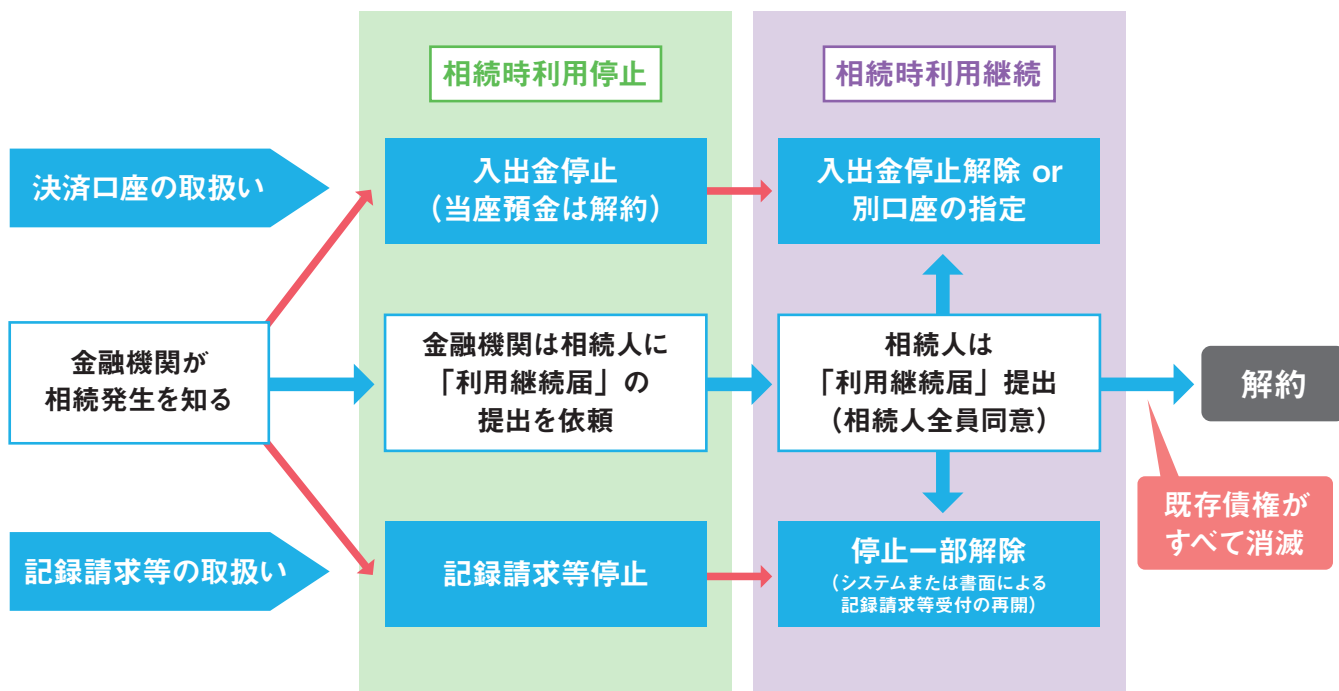 相続時利用停止
相続時利用継続
決済口座の取扱い
入出金停止
（当座預金は解約）
入出金停止解除 or
別口座の指定
金融機関が
相続発生を知る
金融機関は相続人に
「利用継続届」の
提出を依頼
相続人は
「利用継続届」提出
（相続人全員同意）
解約
既存債権が
すべて消滅
記録請求等の取扱い
記録請求等停止
停止一部解除
（システムまたは書面による
記録請求等受付の再開）